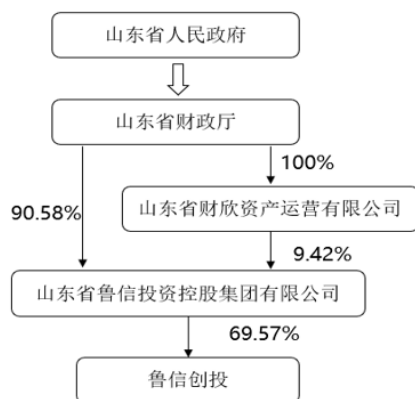 山东省人民政府
山东省财政厅
100%
90.58%
山东省财欣资产运营有限公司
9.42%
山东省鲁信投资控股集团有限公司
69.57%
鲁信创投